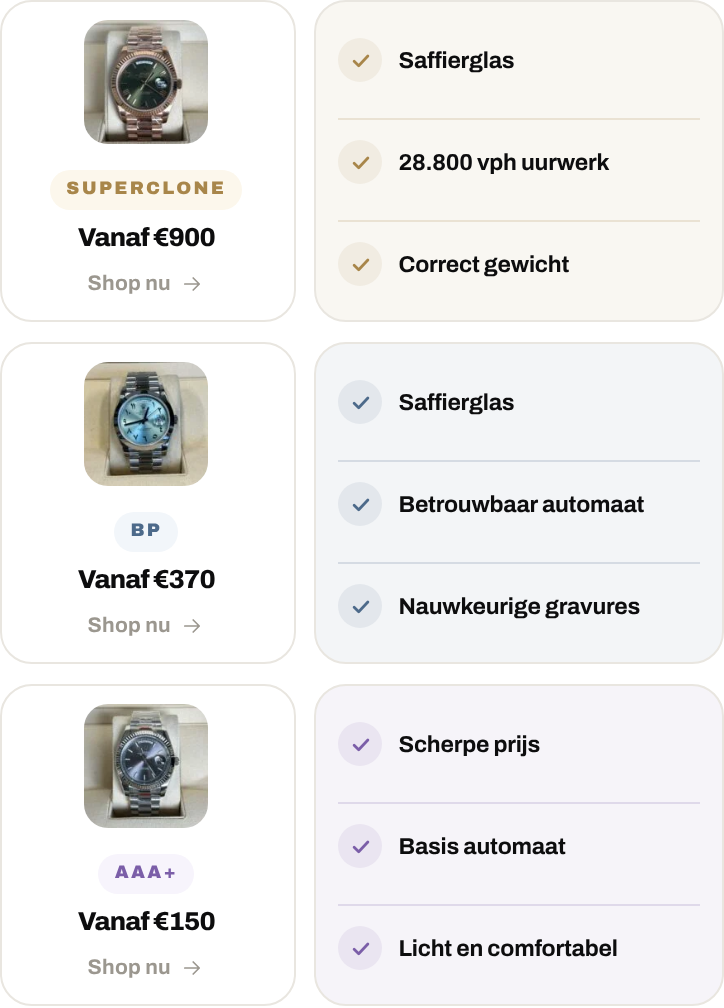 SUPERCLONE
Vanaf €900
Shop nu →
Saffierglas
28.800 vph uurwerk
Correct gewicht
BP
Vanaf €370
Shop nu →
Saffierglas
Betrouwbaar automaat
Nauwkeurige gravures
AAA+
Vanaf €150
Shop nu →
Scherpe prijs
Basis automaat
Licht en comfortabel